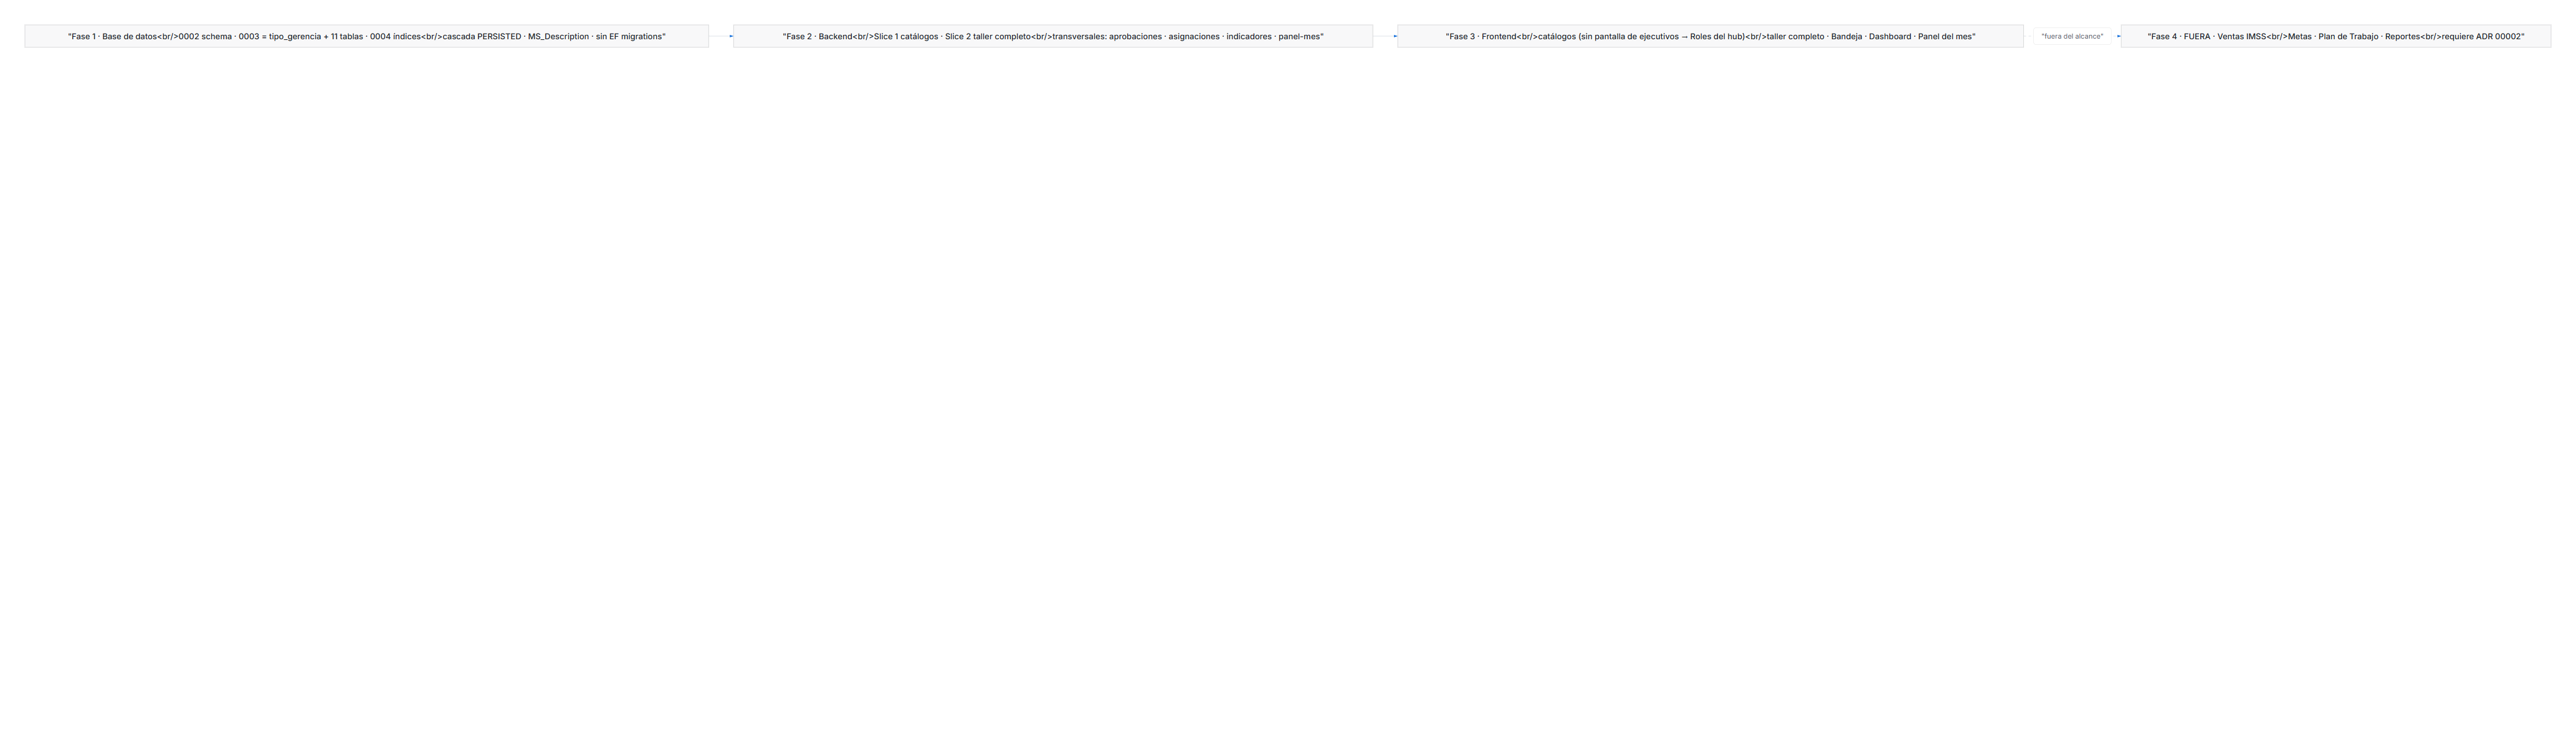 "Fase 1 · Base de datos<br/>0002 schema · 0003 = tipo_gerencia + 11 tablas · 0004 índices<br/>cascada PERSISTED · MS_Description · sin EF migrations"
"Fase 2 · Backend<br/>Slice 1 catálogos · Slice 2 taller completo<br/>transversales: aprobaciones · asignaciones · indicadores · panel-mes"
"Fase 3 · Frontend<br/>catálogos (sin pantalla de ejecutivos → Roles del hub)<br/>taller completo · Bandeja · Dashboard · Panel del mes"
"fuera del alcance"
"Fase 4 · FUERA · Ventas IMSS<br/>Metas · Plan de Trabajo · Reportes<br/>requiere ADR 00002"